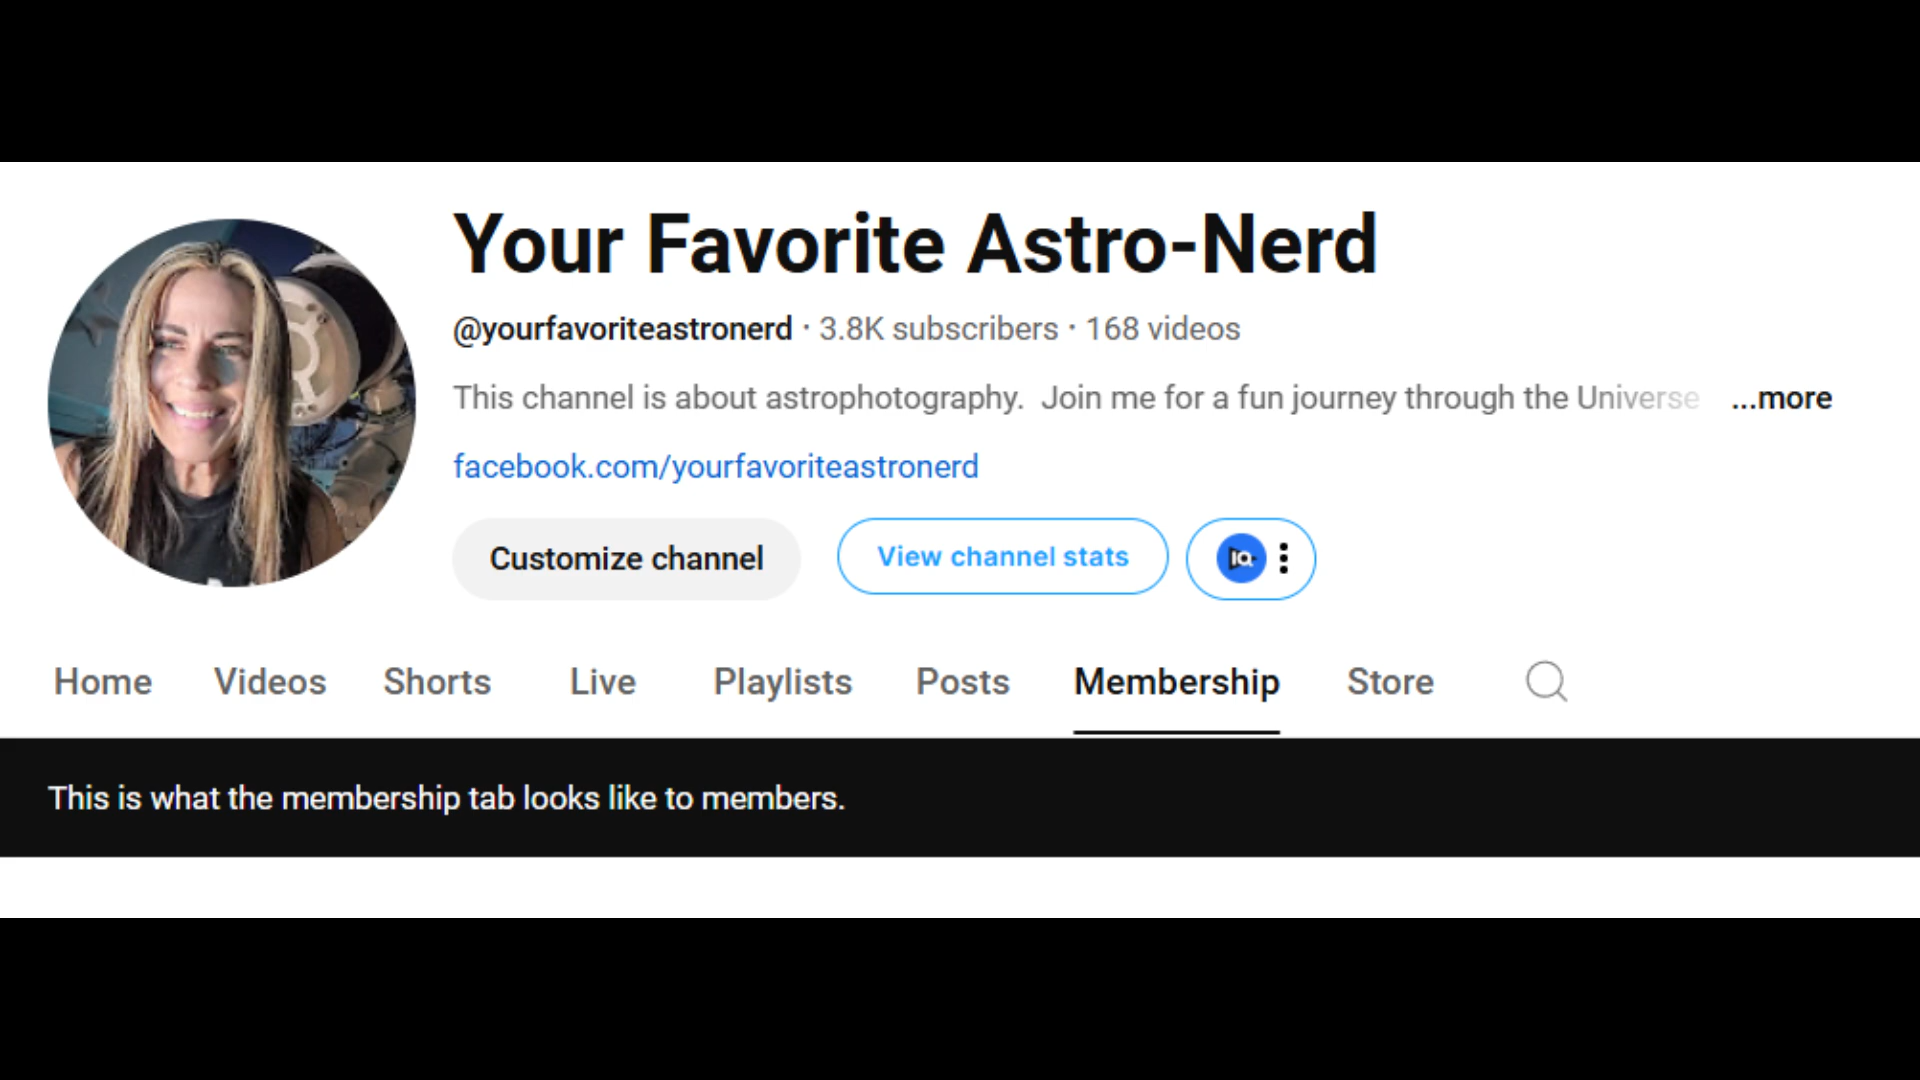 Your Favorite Astro-Nerd
@yourfavoriteastronerd · 3.8K subscribers · 168 videos
This channel is about astrophotography. Join me for a fun journey through the Universe ...more
facebook.com/yourfavoriteastronerd
Customize channel View channel stats IQ
Home Videos Shorts Live Playlists Posts Membership Store
This is what the membership tab looks like to members.